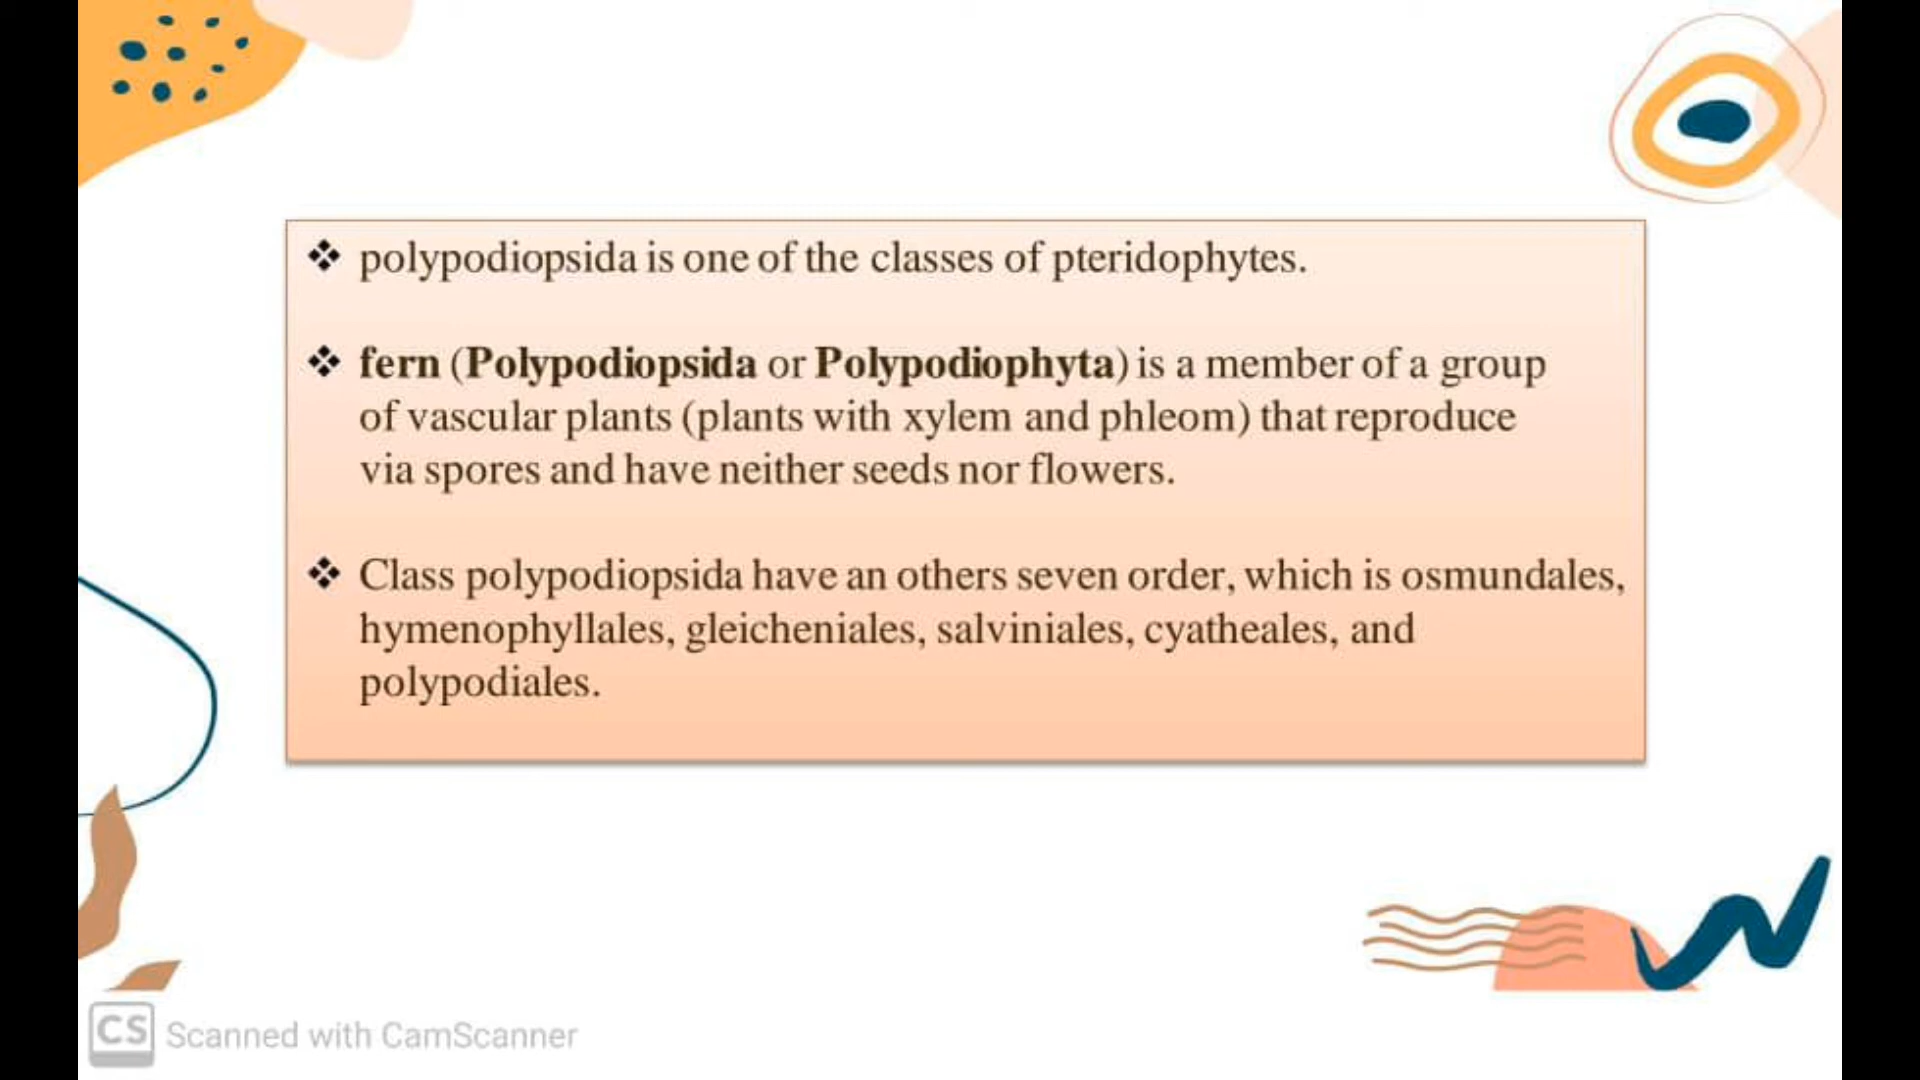 polypodiopsida is one of the classes of pteridophytes.
fern (Polypodiopsida or Polypodiophyta) is a member of a group
of vascular plants (plants with xylem and phleom) that reproduce
via spores and have neither seeds nor flowers.
Class polypodiopsida have an others seven order, which is osmundales,
hymenophyllales, gleicheniales, salviniales, cyatheales, and
polypodiales.
CS Scanned with CamScanner